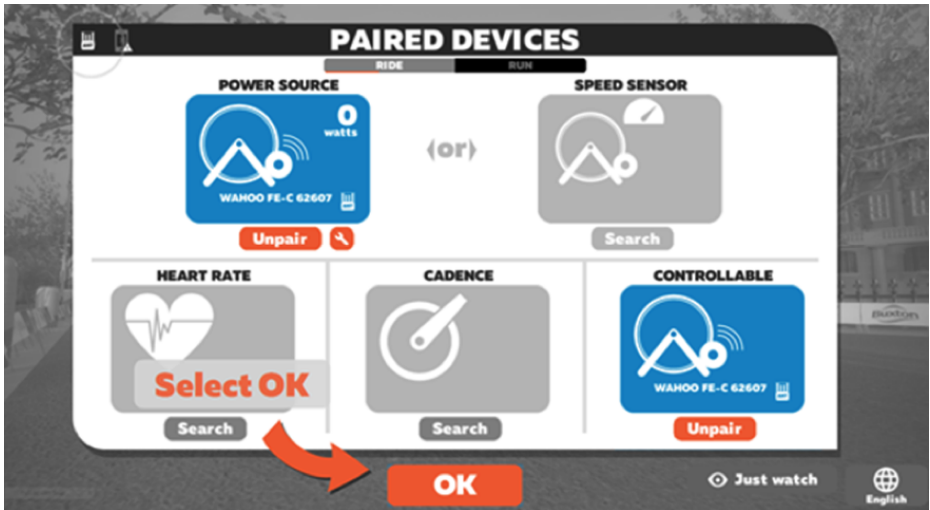 PAIRED DEVICES
RIDE
RUN
POWER SOURCE
SPEED SENSOR
0
watts
(or)
WAHOO FE-C 62607
Unpair
Search
HEART RATE
CADENCE
CONTROLLABLE
Select OK
WAHOO FE-C 62607
Search
Search
Unpair
OK
Just watch
English
Buxton